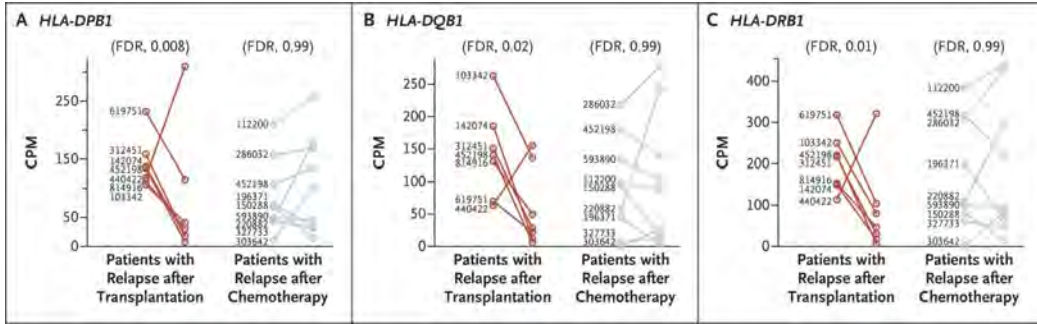 A HLA-DPB1
(FDR, 0.008)
(FDR, 0.99)
CPM
250
150
50
0
619751
312451
142074
452198
440422
814916
103342
112200
286032
452198
196371
150288
593890
220882
327733
303642
Patients with
Relapse after
Transplantation
Patients with
Relapse after
Chemotherapy
B HLA-DQB1
(FDR, 0.02)
(FDR, 0.99)
CPM
250
200
150
100
50
0
103342
142074
312451
452198
814916
619751
440422
286032
452198
593890
112200
150288
220882
196371
327733
303642
Patients with
Relapse after
Transplantation
Patients with
Relapse after
Chemotherapy
C HLA-DRB1
(FDR, 0.01)
(FDR, 0.99)
CPM
400
300
200
100
0
619751
103342
452198
312451
814916
142074
440422
112200
452198
286032
196371
220882
593890
150288
327733
303642
Patients with
Relapse after
Transplantation
Patients with
Relapse after
Chemotherapy